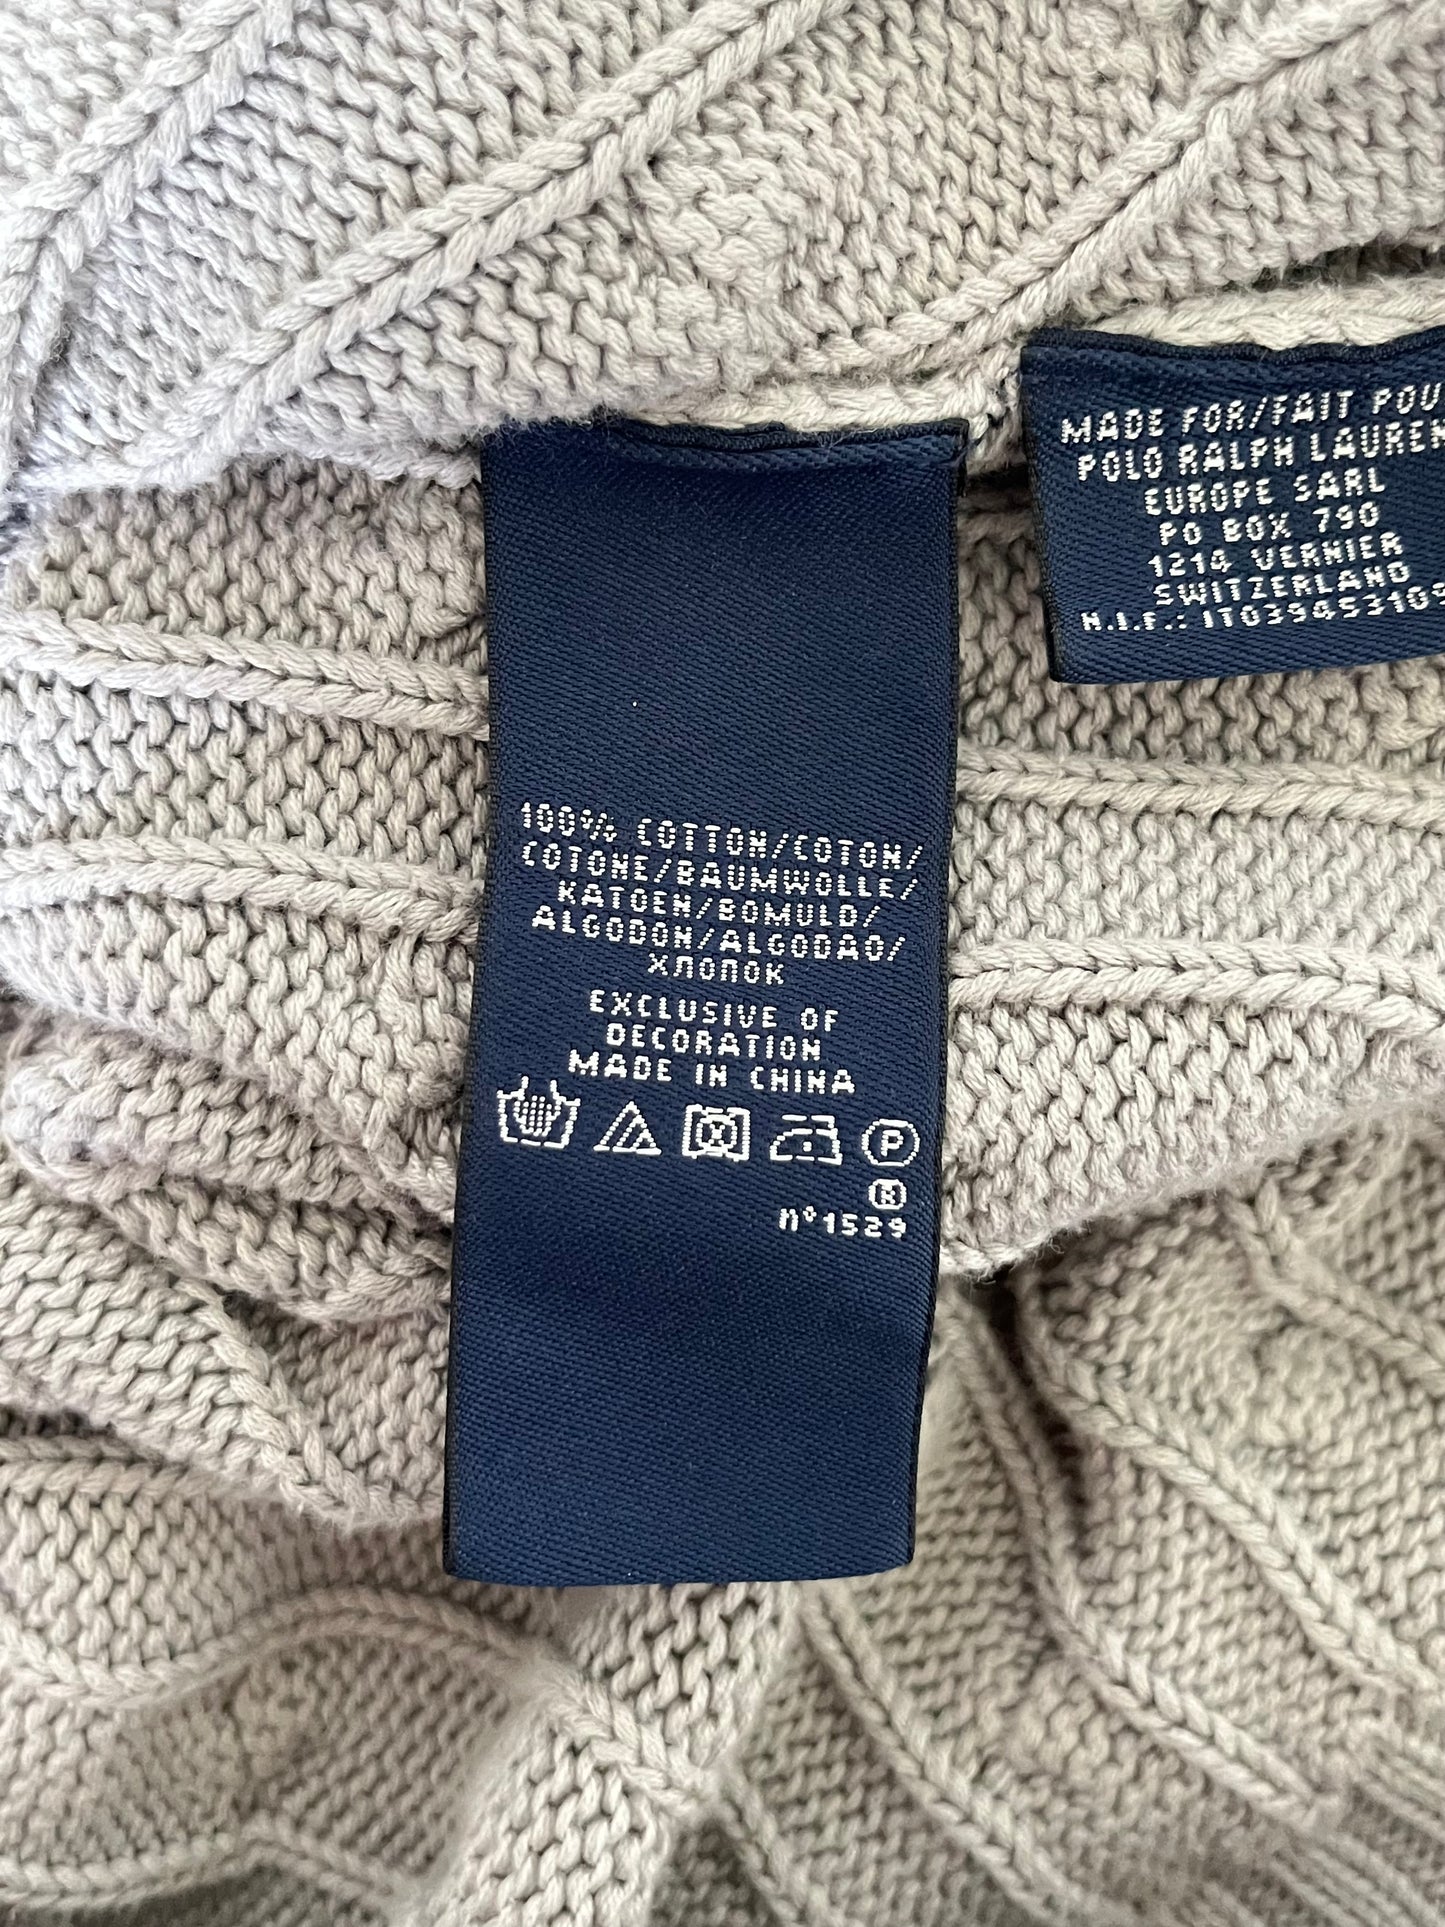 100% COTTON/COTON/
COTONE/BAUMWOLLE/
KATOEN/BOMULD/
ALGODON/ALGODAO/
ХЛОПОК
EXCLUSIVE OF
DECORATION
MADE IN CHINA
P
®
n°1529
MADE FOR/FAIT POU
POLO RALPH LAUREN
EUROPE SARL
PO BOX 790
1214 VERNIER
SWITZERLAND
N.I.F.: IT03945310